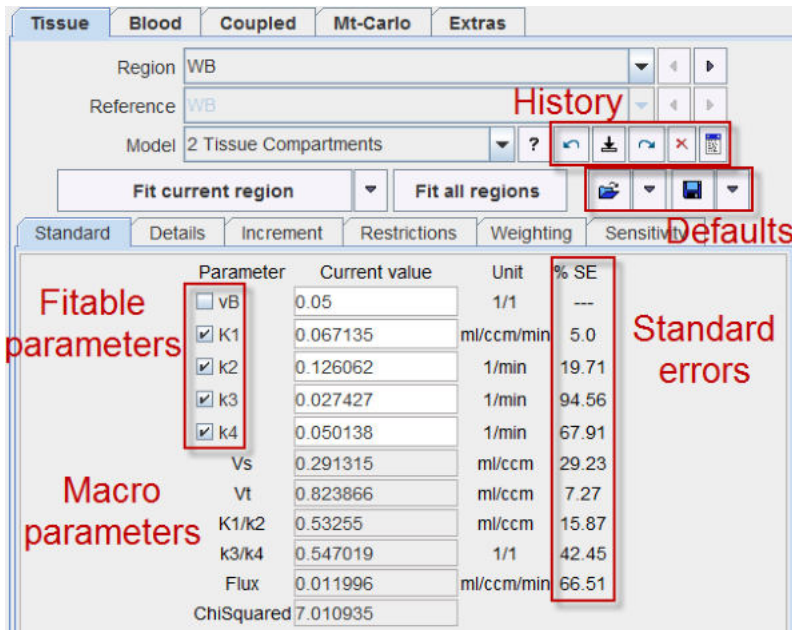 Tissue Blood Coupled Mt-Carlo Extras
Region WB
Reference WB
History
Model 2 Tissue Compartments ?
Fit current region Fit all regions
Defaults
Standard Details Increment Restrictions Weighting Sensitivity
Parameter Current value Unit % SE
Fitable parameters
vB 0.05 1/1 ---
K1 0.067135 ml/ccm/min 5.0
Standard errors
k2 0.126062 1/min 19.71
k3 0.027427 1/min 94.56
k4 0.050138 1/min 67.91
Vs 0.291315 ml/ccm 29.23
Macro parameters
Vt 0.823866 ml/ccm 7.27
K1/k2 0.53255 ml/ccm 15.87
k3/k4 0.547019 1/1 42.45
Flux 0.011996 ml/ccm/min 66.51
ChiSquared 7.010935